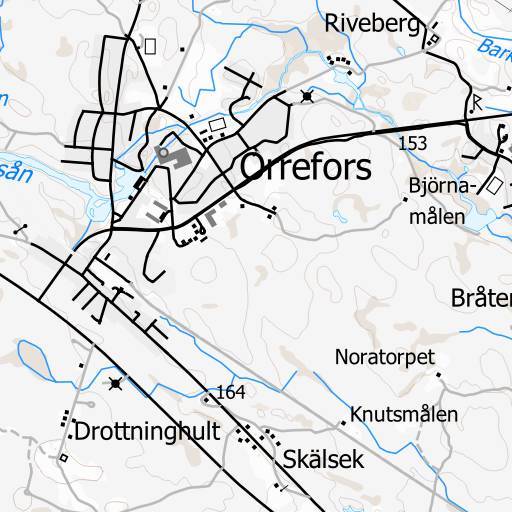 Riveberg
Bark
sån
153
Orrefors
Björna-
målen
Bråten
Noratorpet
164
Knutsmålen
Drottninghult
Skälsek